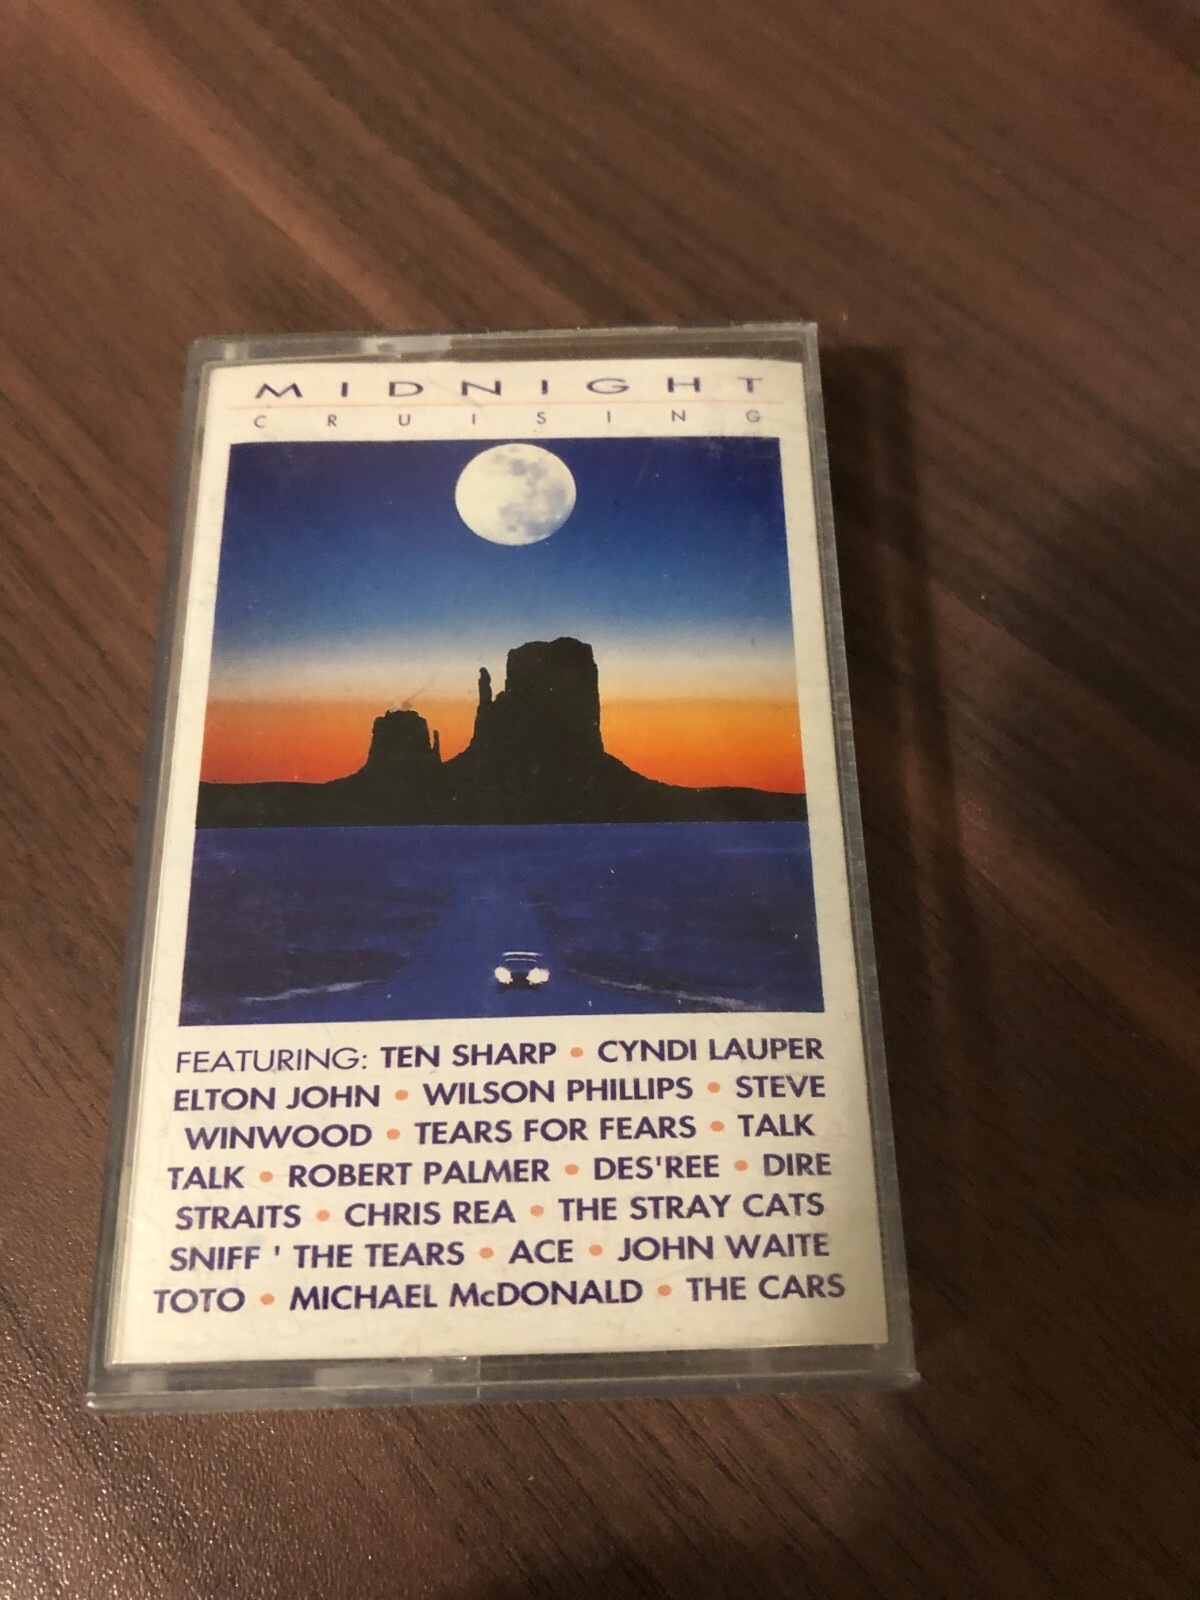 MIDNIGHT
CRUISING
FEATURING: TEN SHARP • CYNDI LAUPER
ELTON JOHN • WILSON PHILLIPS • STEVE
WINWOOD • TEARS FOR FEARS • TALK
TALK • ROBERT PALMER • DES'REE • DIRE
STRAITS • CHRIS REA • THE STRAY CATS
SNIFF ' THE TEARS • ACE • JOHN WAITE
TOTO • MICHAEL McDONALD • THE CARS